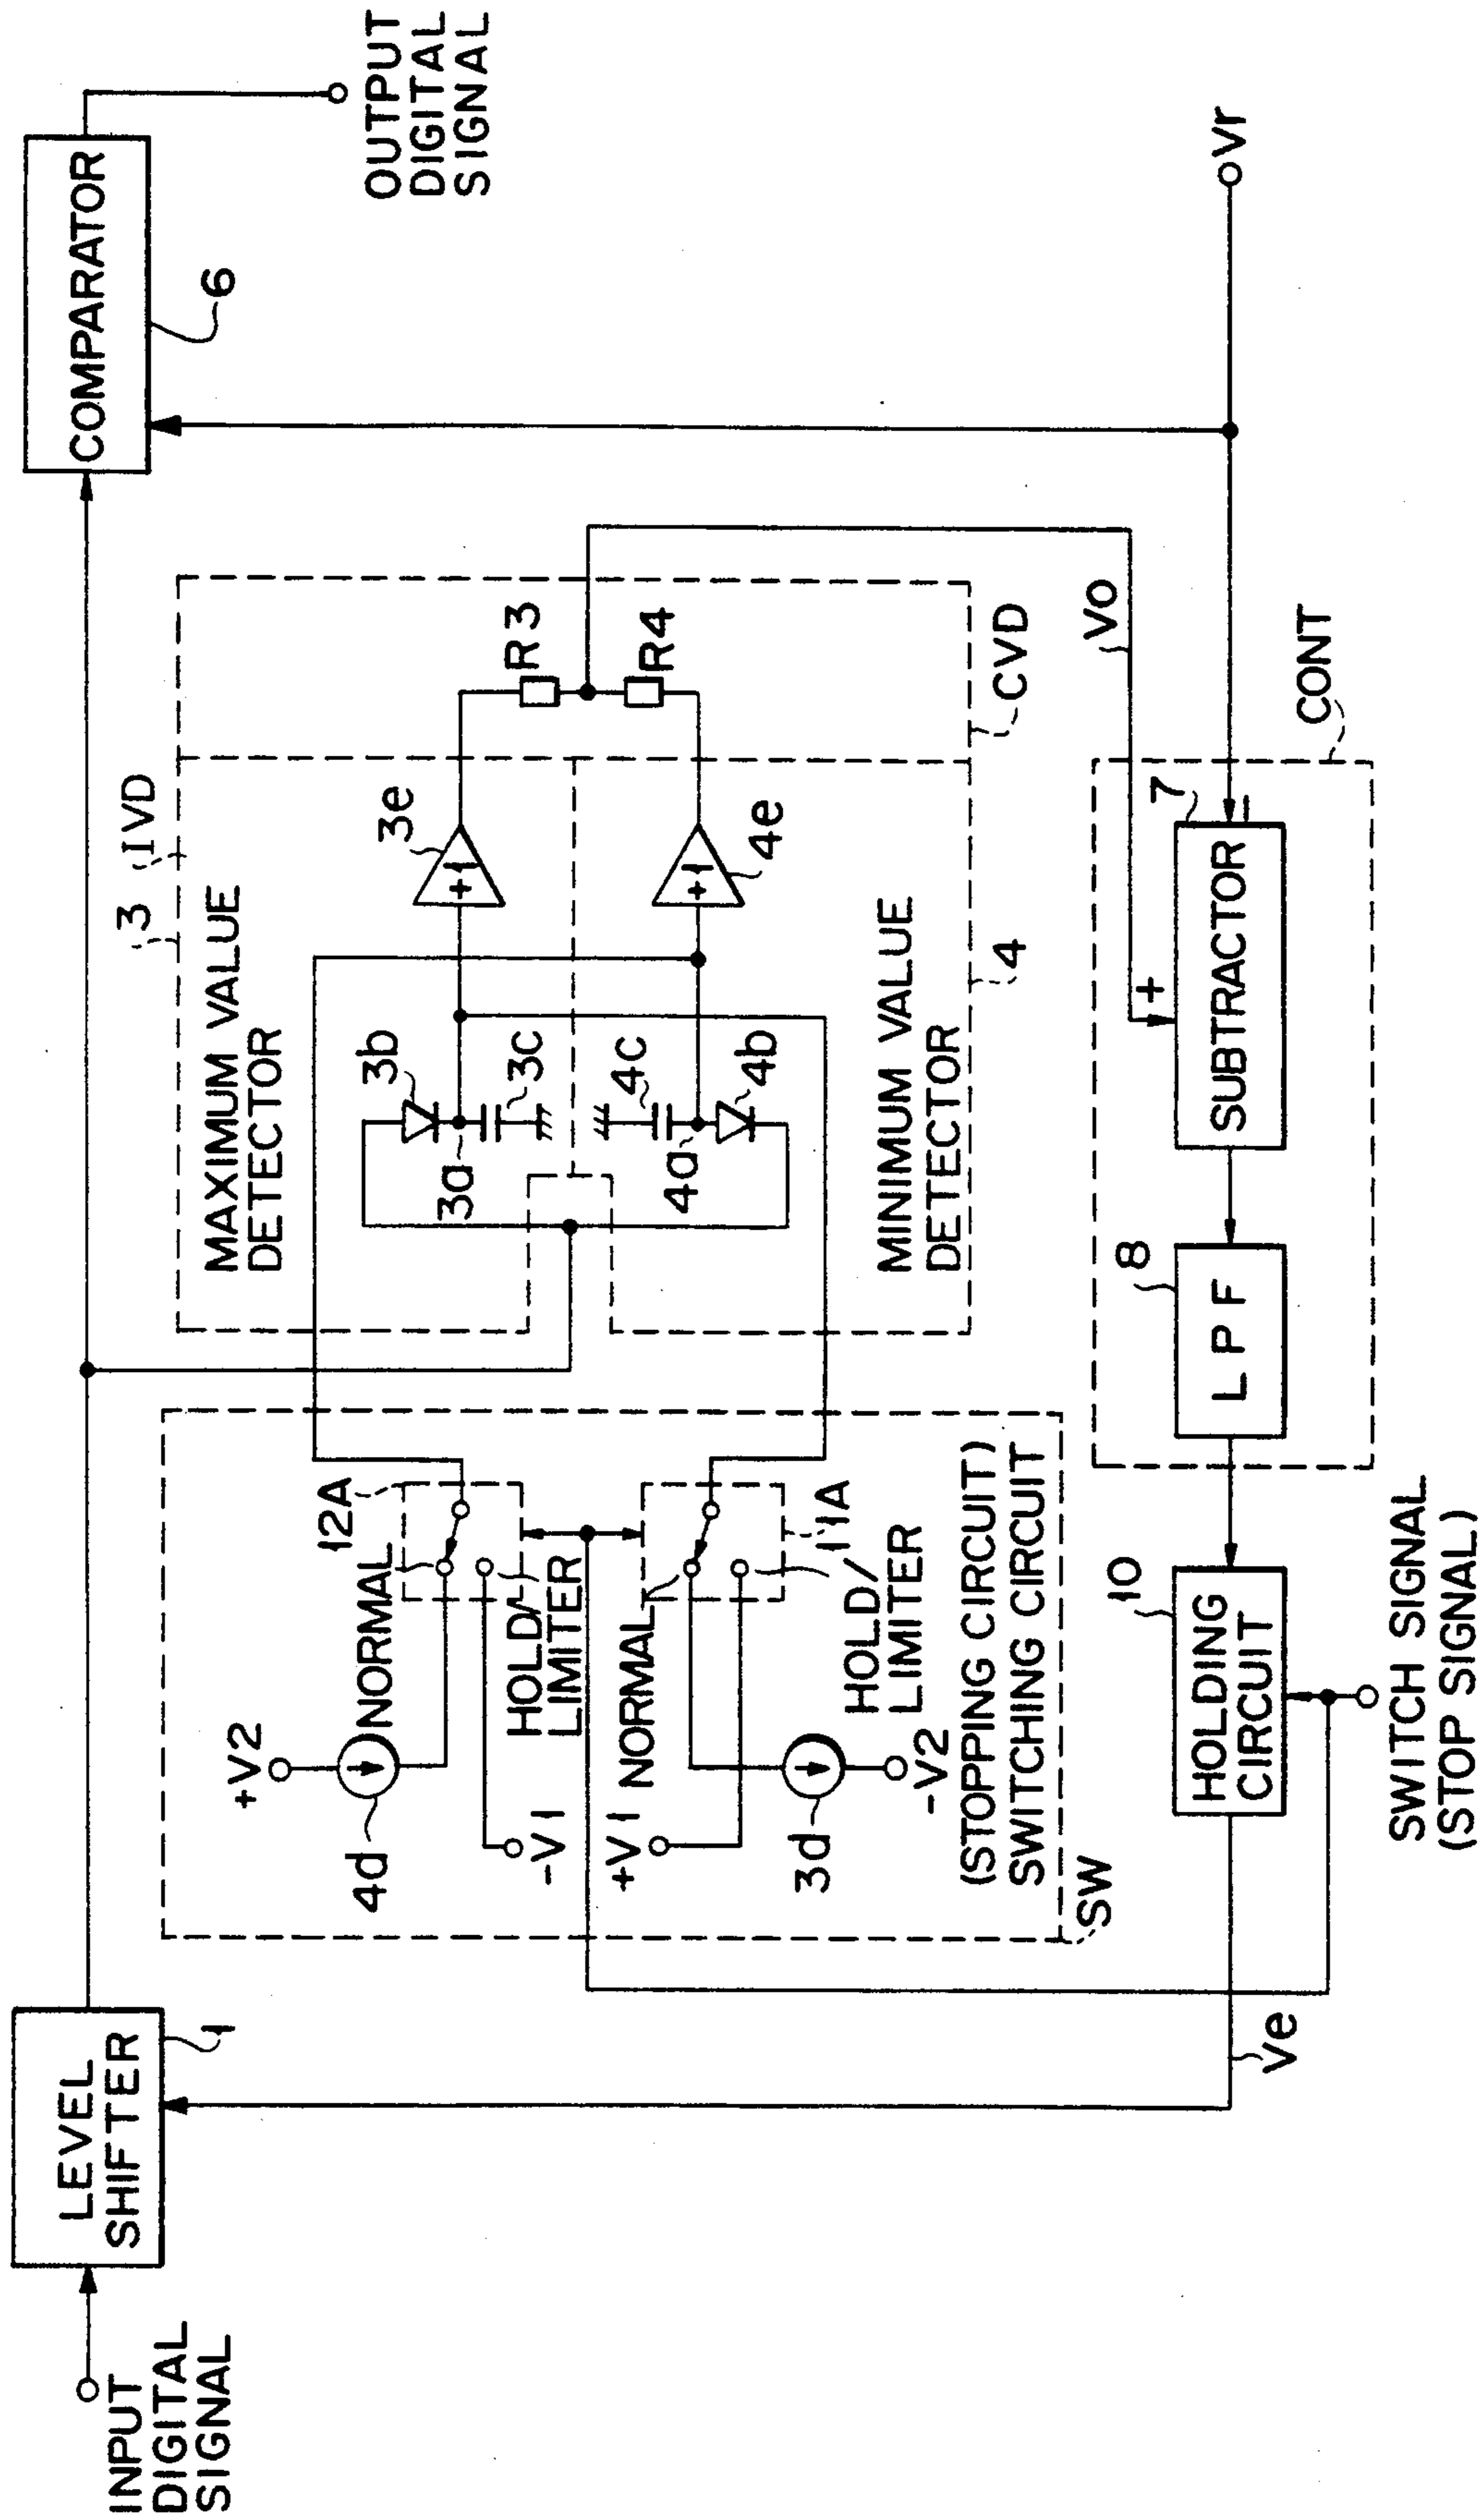 INPUT
DIGITAL
SIGNAL
LEVEL
SHIFTER
1
Ve
SW
+V2
4d
NORMAL
12A
HOLD/
LIMITER
-V1
+V1
NORMAL
3d
-V2
HOLD/
LIMITER
11A
(STOPPING CIRCUIT)
SWITCHING CIRCUIT
HOLDING
CIRCUIT
10
SWITCH SIGNAL
(STOP SIGNAL)
MAXIMUM VALUE
DETECTOR
3
IVD
3a
3b
3c
3e
+1
4a
4b
4c
4e
+1
MINIMUM VALUE
DETECTOR
4
R3
R4
CVD
Vo
LPF
8
SUBTRACTOR
7
+
−
CONT
COMPARATOR
6
OUTPUT
DIGITAL
SIGNAL
Vr